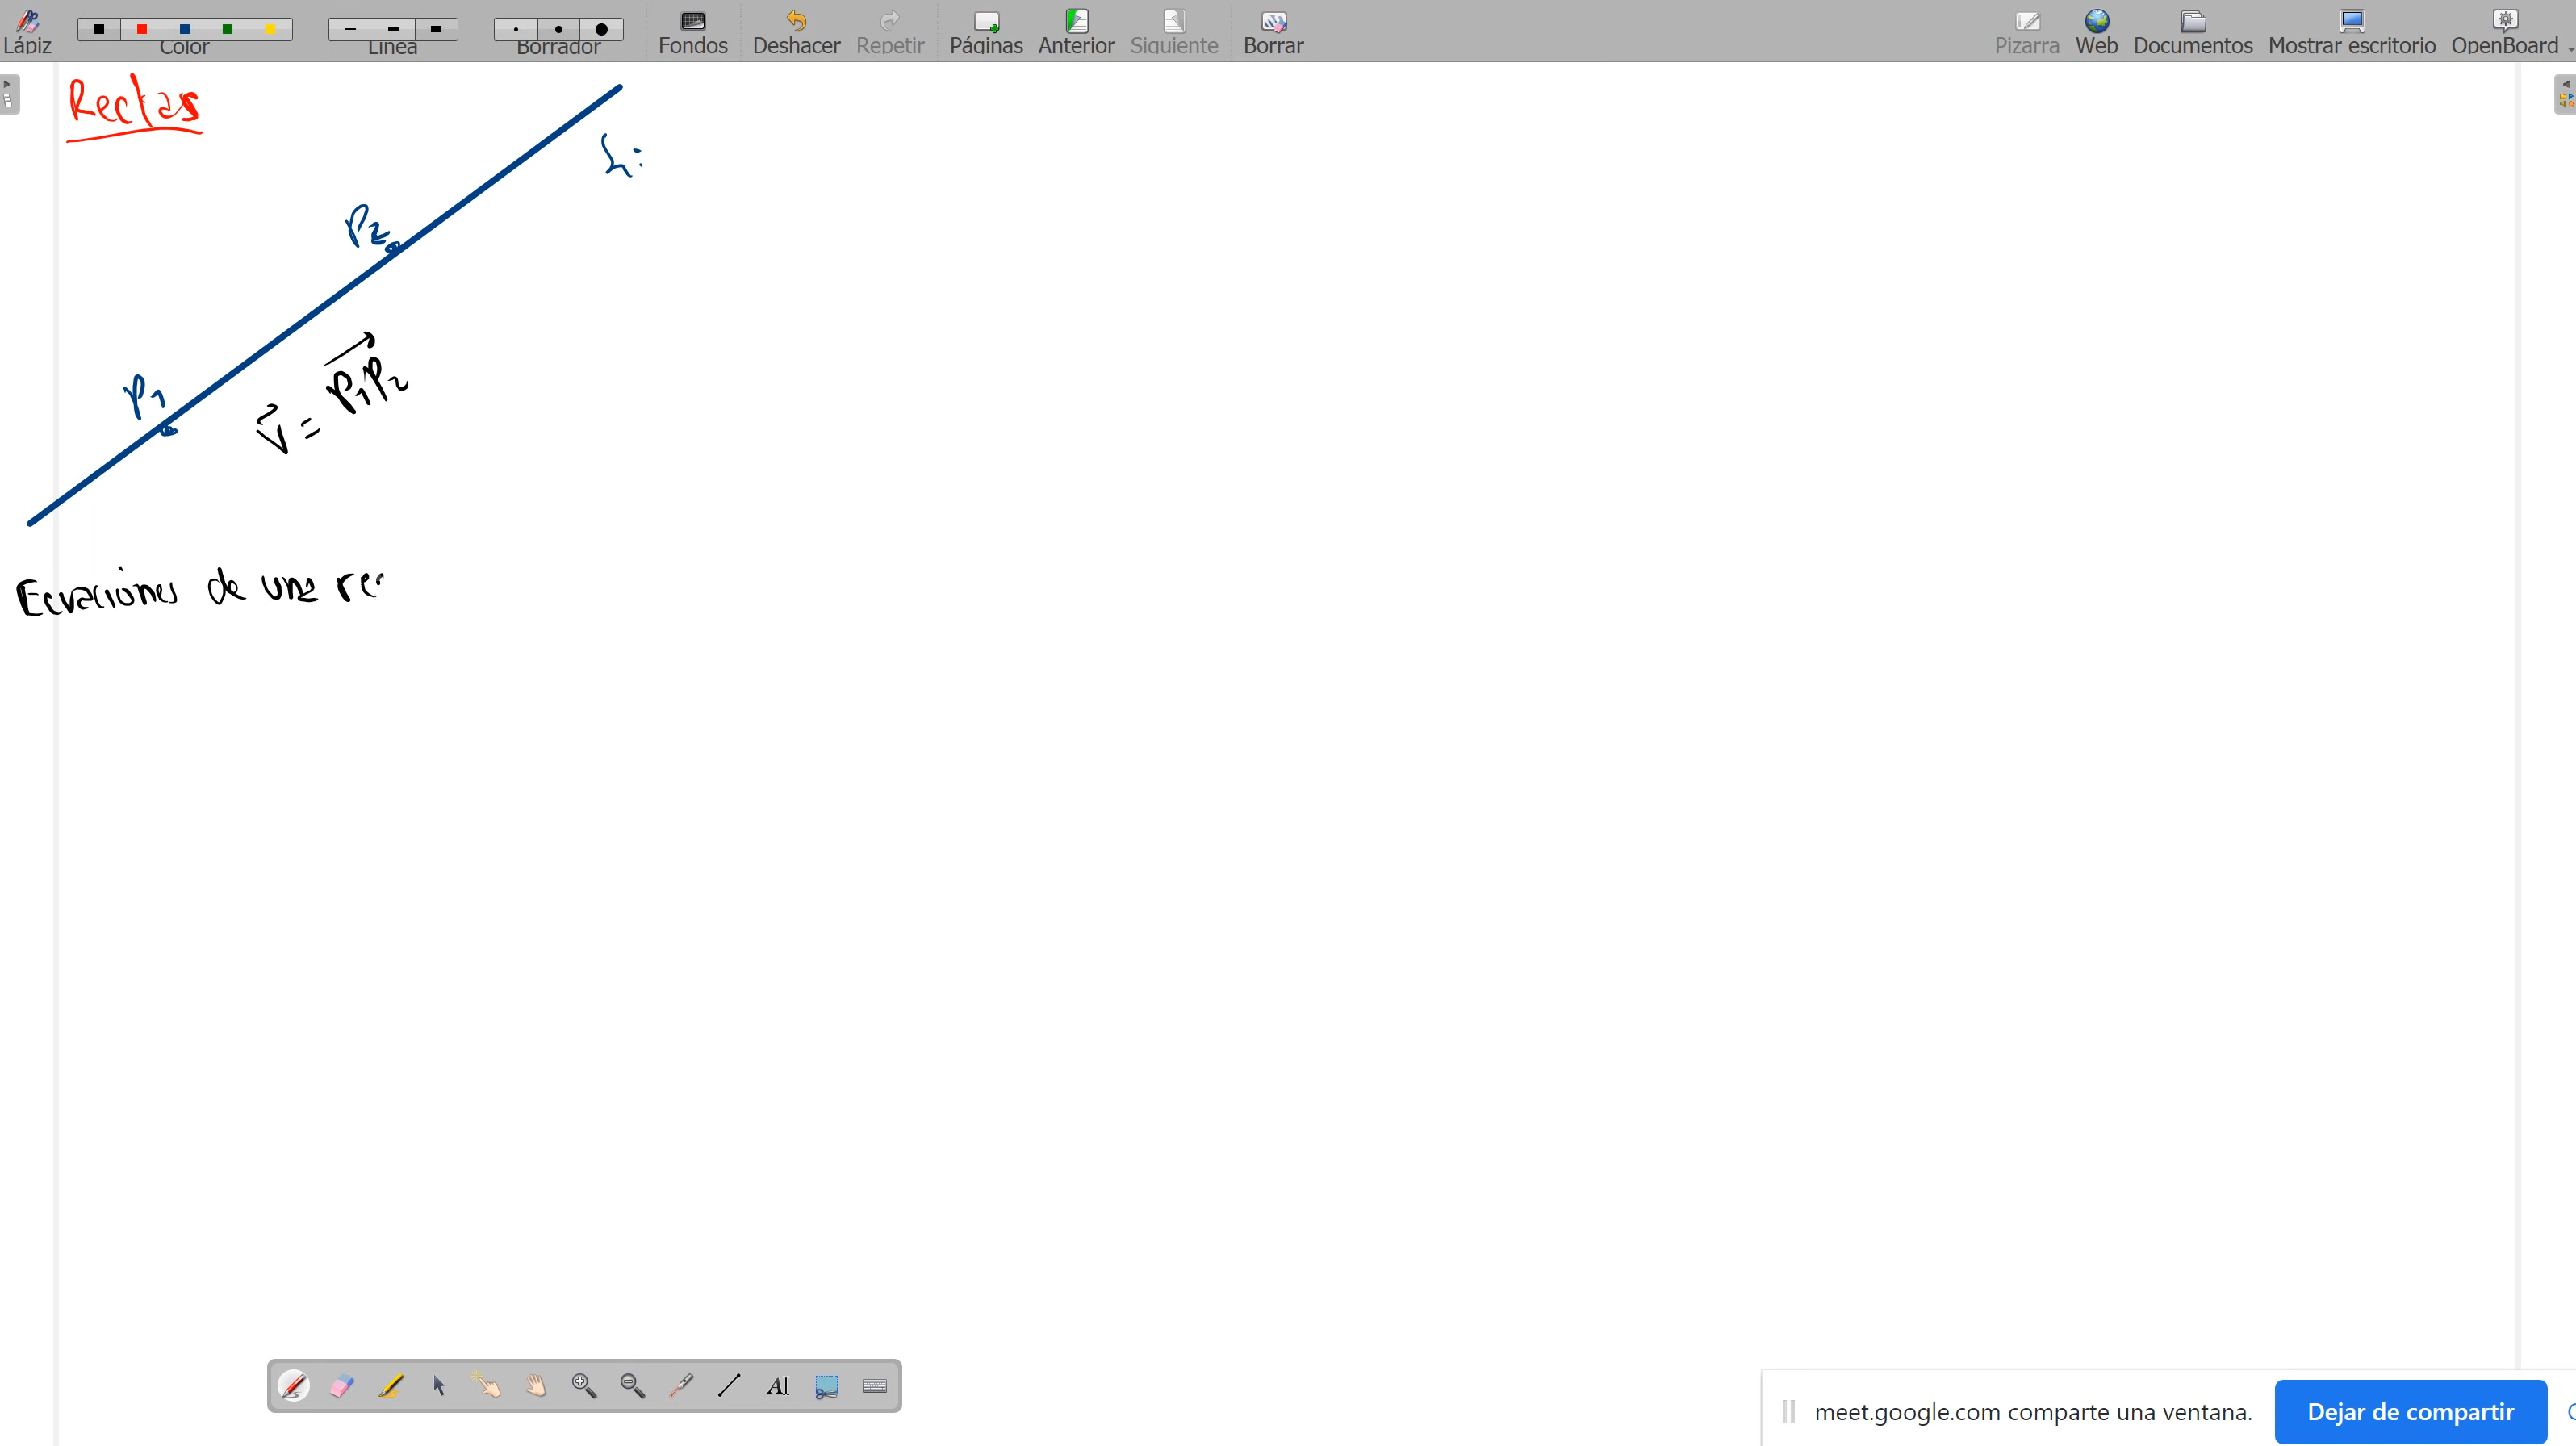 Lápiz Color Línea Borrador Fondos Deshacer Repetir Páginas Anterior Siguiente Borrar Pizarra Web Documentos Mostrar escritorio OpenBoard
Rectas
L:
P2
P1
V⃗ = P1P2
Ecuaciones de una rec
meet.google.com comparte una ventana. Dejar de compartir